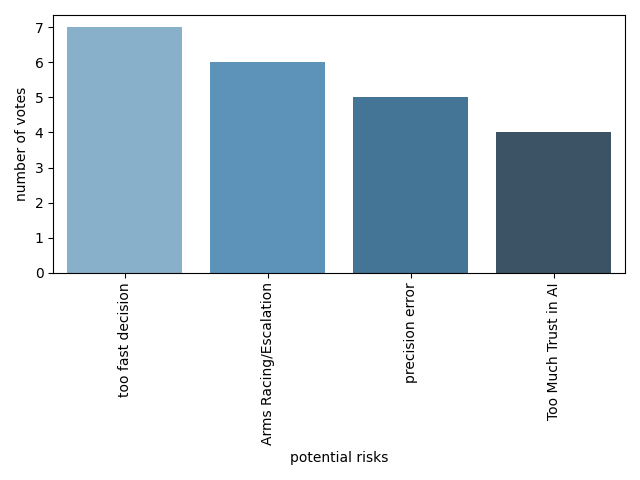 number of votes
7
6
5
4
3
2
1
0
too fast decision
Arms Racing/Escalation
precision error
Too Much Trust in AI
potential risks